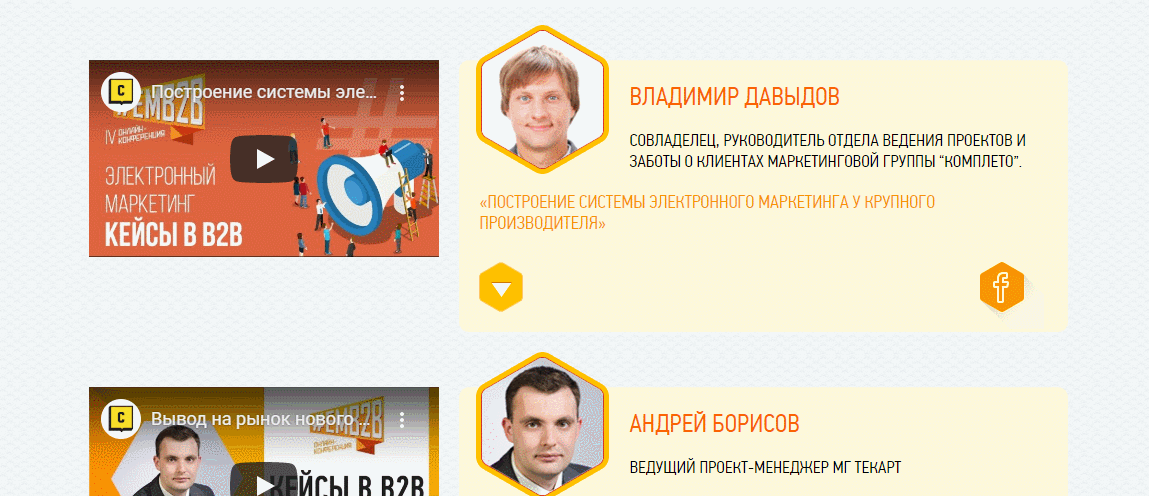 C
Построение системы эле...
#EMB2B
IV ОНЛАЙН-
КОНФЕРЕНЦИЯ
ЭЛЕКТРОННЫЙ
МАРКЕТИНГ
КЕЙСЫ В B2B
ВЛАДИМИР ДАВЫДОВ
СОВЛАДЕЛЕЦ, РУКОВОДИТЕЛЬ ОТДЕЛА ВЕДЕНИЯ ПРОЕКТОВ И
ЗАБОТЫ О КЛИЕНТАХ МАРКЕТИНГОВОЙ ГРУППЫ “КОМПЛЕТО”.
«ПОСТРОЕНИЕ СИСТЕМЫ ЭЛЕКТРОННОГО МАРКЕТИНГА У КРУПНОГО
ПРОИЗВОДИТЕЛЯ»
f
C
Вывод на рынок нового ...
#EMB2B
ОНЛАЙН-
КОНФЕРЕНЦИЯ
КЕЙСЫ В B2B
АНДРЕЙ БОРИСОВ
ВЕДУЩИЙ ПРОЕКТ-МЕНЕДЖЕР МГ ТЕКАРТ